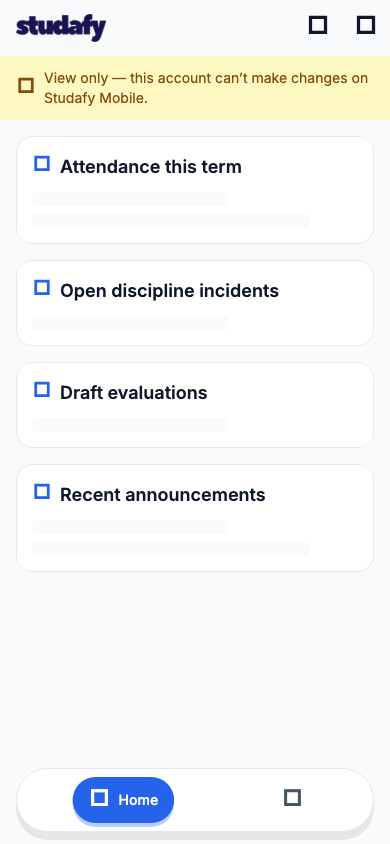 studafy
View only — this account can’t make changes on
Studafy Mobile.
Attendance this term
Open discipline incidents
Draft evaluations
Recent announcements
Home